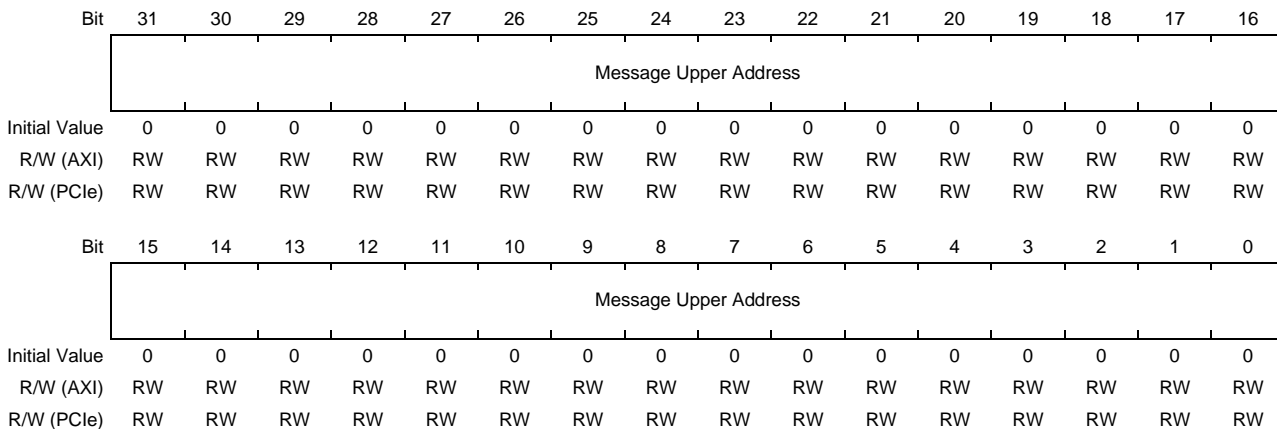 Bit 31 30 29 28 27 26 25 24 23 22 21 20 19 18 17 16
Message Upper Address
Initial Value 0 0 0 0 0 0 0 0 0 0 0 0 0 0 0 0
R/W (AXI) RW RW RW RW RW RW RW RW RW RW RW RW RW RW RW RW
R/W (PCIe) RW RW RW RW RW RW RW RW RW RW RW RW RW RW RW RW
Bit 15 14 13 12 11 10 9 8 7 6 5 4 3 2 1 0
Message Upper Address
Initial Value 0 0 0 0 0 0 0 0 0 0 0 0 0 0 0 0
R/W (AXI) RW RW RW RW RW RW RW RW RW RW RW RW RW RW RW RW
R/W (PCIe) RW RW RW RW RW RW RW RW RW RW RW RW RW RW RW RW